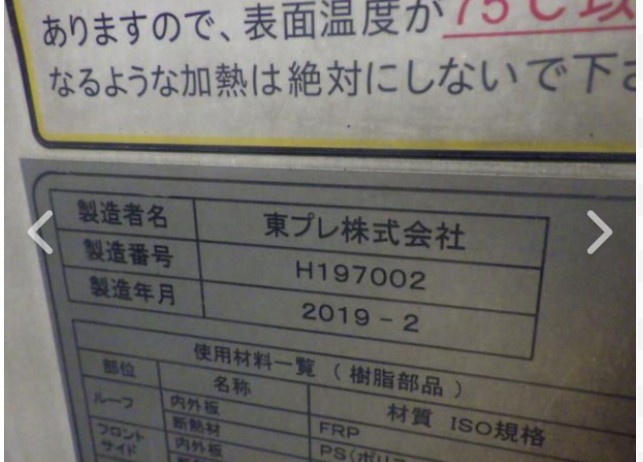 ありますので、表面温度が75℃以
なるような加熱は絶対にしないで下さ
製造者名 東プレ株式会社
製造番号 H197002
製造年月 2019-2
使用材料一覧(樹脂部品)
部位 名称 材質 ISO規格
ルーフ 内外板 FRP
断熱材 PS(ポリス
フロントサイド 内外板